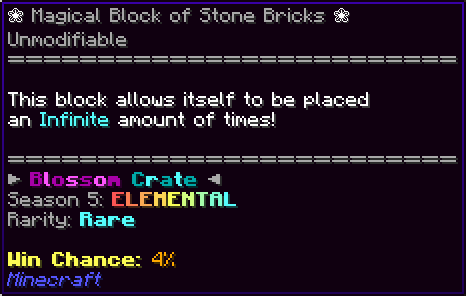 ❀ Magical Block of Stone Bricks ❀
Unmodifiable
============================
This block allows itself to be placed
an Infinite amount of times!
============================
▶ Blossom Crate ◀
Season 5: ELEMENTAL
Rarity: Rare
Win Chance: 4%
Minecraft